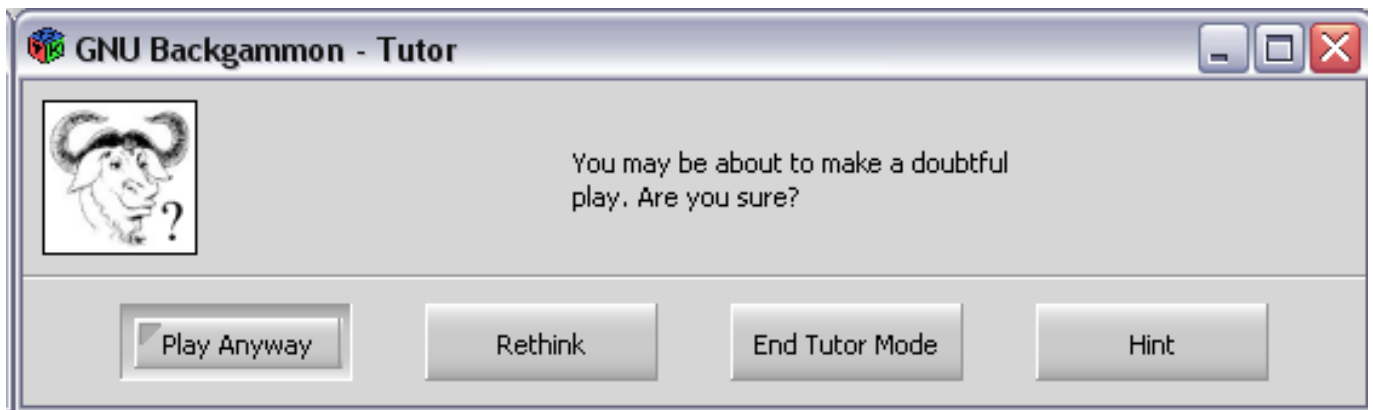 GNU Backgammon - Tutor
You may be about to make a doubtful
play. Are you sure?
?
Play Anyway
Rethink
End Tutor Mode
Hint